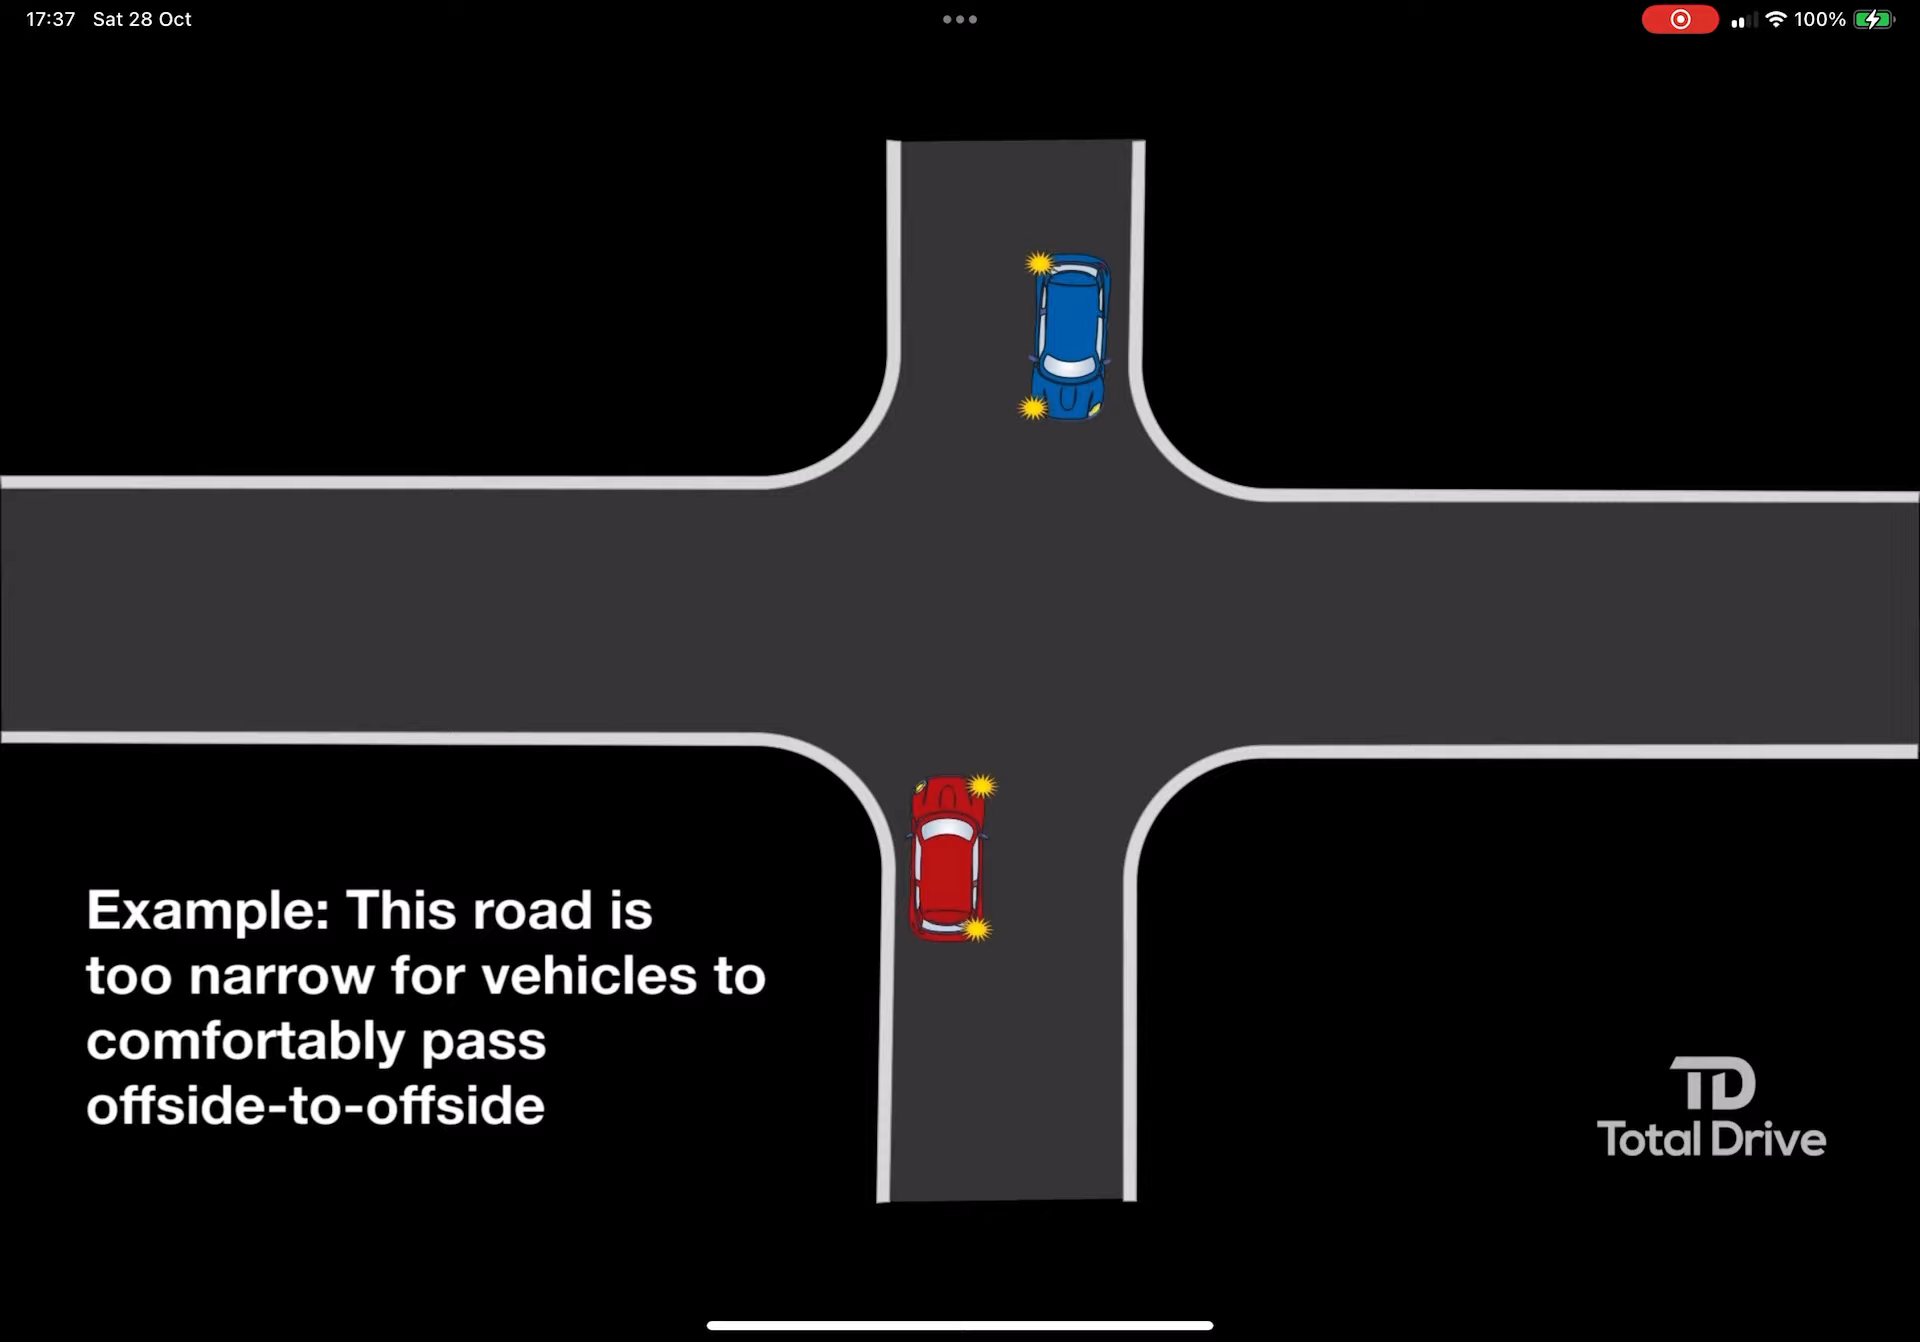 17:37 Sat 28 Oct
100%
Example: This road is
too narrow for vehicles to
comfortably pass
offside-to-offside
TD
Total Drive